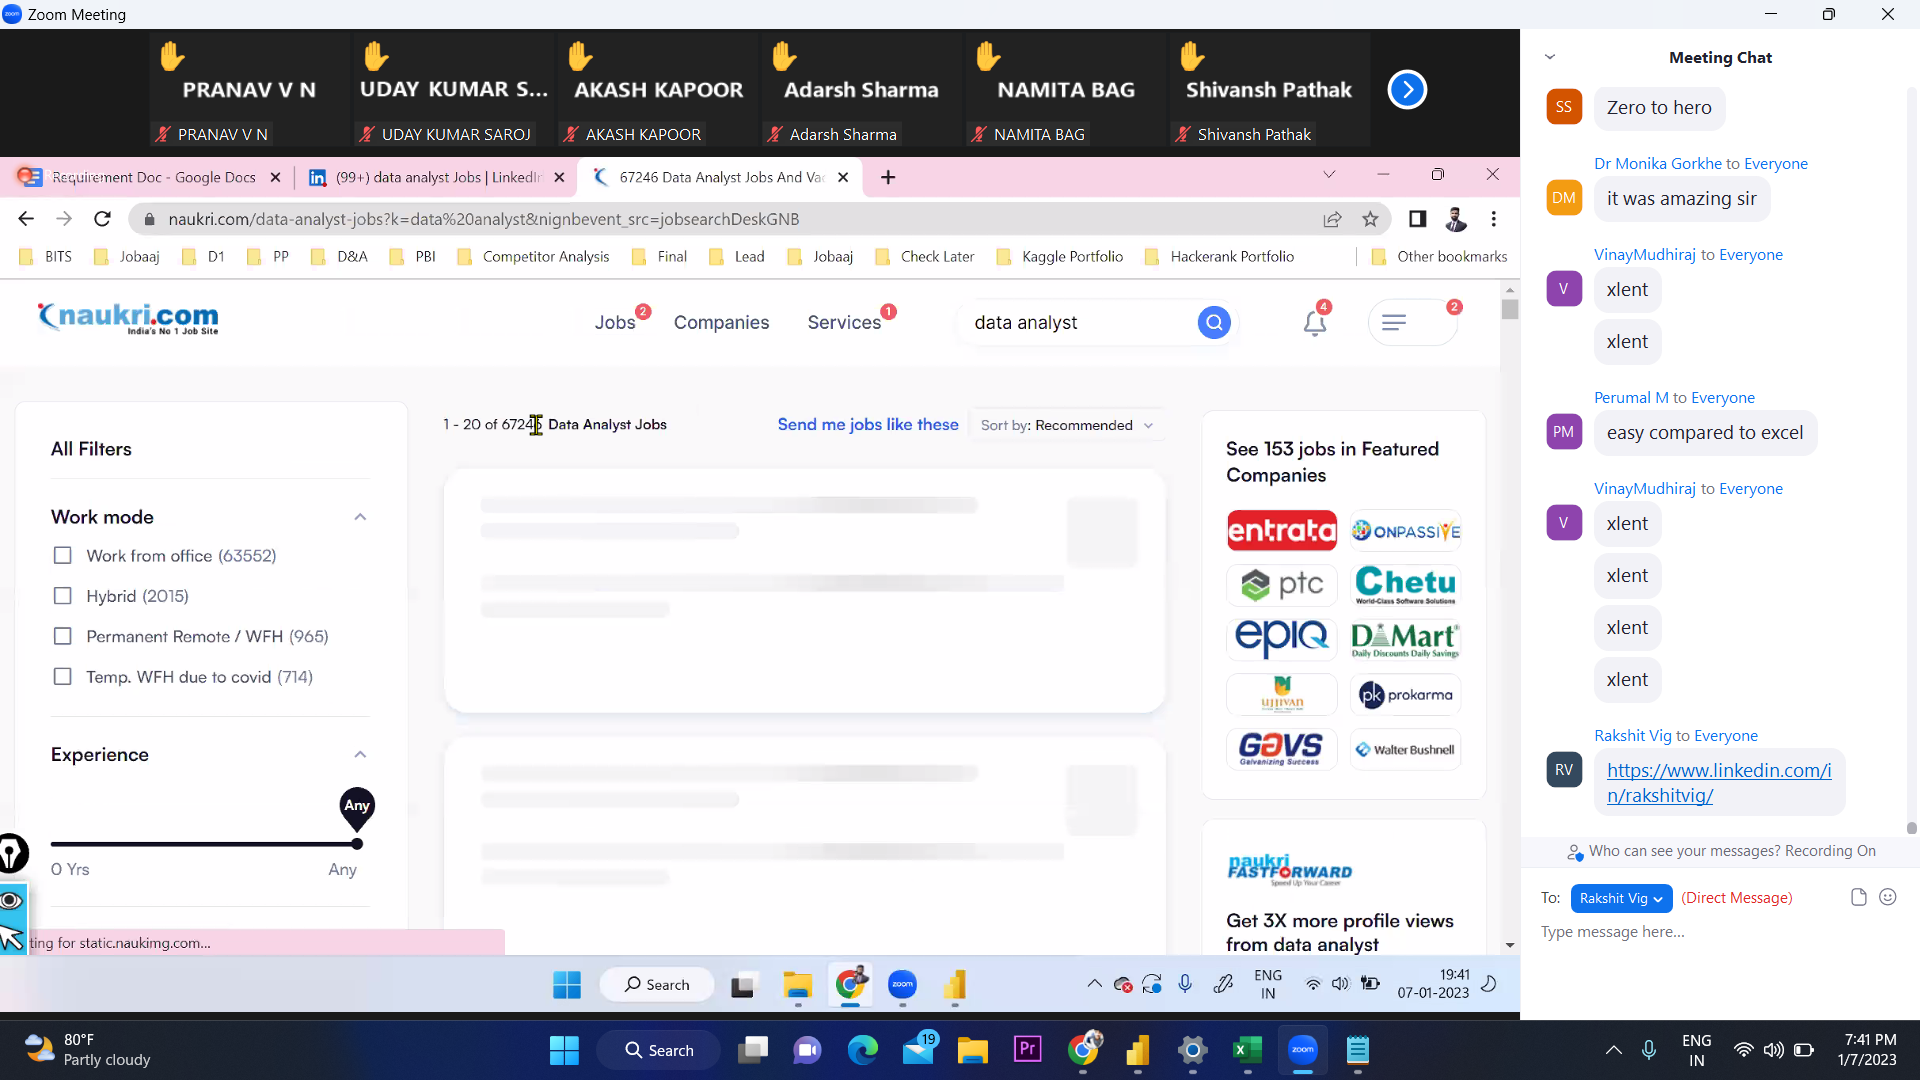 Zoom Meeting
PRANAV V N
UDAY KUMAR S...
AKASH KAPOOR
Adarsh Sharma
NAMITA BAG
Shivansh Pathak
PRANAV V N
UDAY KUMAR SAROJ
AKASH KAPOOR
Adarsh Sharma
NAMITA BAG
Shivansh Pathak
Requirement Doc - Google Docs
(99+) data analyst Jobs | LinkedIn
67246 Data Analyst Jobs And Vac
naukri.com/data-analyst-jobs?k=data%20analyst&nignbevent_src=jobsearchDeskGNB
BITS
Jobaaj
D1
PP
D&A
PBI
Competitor Analysis
Final
Lead
Jobaaj
Check Later
Kaggle Portfolio
Hackerank Portfolio
Other bookmarks
naukri.com
India's No 1 Job Site
Jobs
2
Companies
Services
1
data analyst
4
2
All Filters
Work mode
Work from office (63552)
Hybrid (2015)
Permanent Remote / WFH (965)
Temp. WFH due to covid (714)
Experience
Any
0 Yrs
Any
1 - 20 of 67246 Data Analyst Jobs
Send me jobs like these
Sort by: Recommended
See 153 jobs in Featured
Companies
entrata
ONPASSIVE
ptc
Chetu
World-Class Software Solutions
epiq
DMart
Daily Discounts Daily Savings
UJJIVAN
pk prokarma
GAVS
Galvanizing Success
Walter Bushnell
naukri
FASTFORWARD
Speed Up Your Career
Get 3X more profile views
from data analyst
ting for static.naukimg.com...
Search
zoom
ENG
IN
19:41
07-01-2023
Meeting Chat
SS
Zero to hero
Dr Monika Gorkhe to Everyone
DM
it was amazing sir
VinayMudhiraj to Everyone
V
xlent
xlent
Perumal M to Everyone
PM
easy compared to excel
VinayMudhiraj to Everyone
V
xlent
xlent
xlent
xlent
Rakshit Vig to Everyone
RV
https://www.linkedin.com/i
n/rakshitvig/
Who can see your messages? Recording On
To:
Rakshit Vig
(Direct Message)
Type message here...
80°F
Partly cloudy
Search
19
Pr
zoom
ENG
IN
7:41 PM
1/7/2023